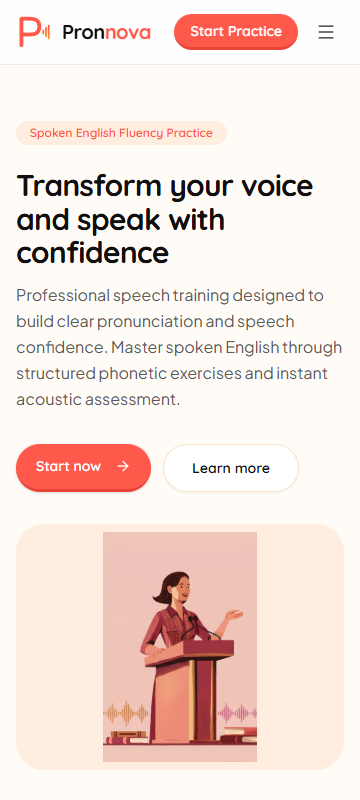 Pronnova
Start Practice
Spoken English Fluency Practice
Transform your voice
and speak with
confidence
Professional speech training designed to
build clear pronunciation and speech
confidence. Master spoken English through
structured phonetic exercises and instant
acoustic assessment.
Start now
Learn more